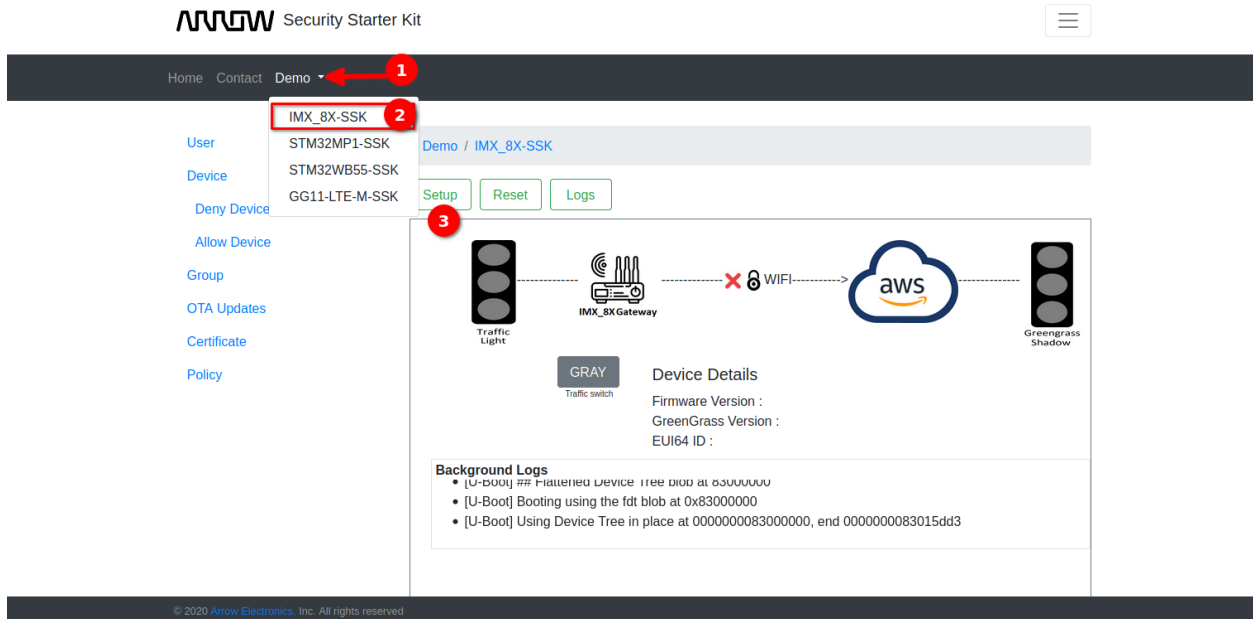 ARROW Security Starter Kit
Home Contact Demo 1
IMX_8X-SSK 2
STM32MP1-SSK
STM32WB55-SSK
GG11-LTE-M-SSK
User
Device
Deny Device
Allow Device
Group
OTA Updates
Certificate
Policy
Demo / IMX_8X-SSK
Setup Reset Logs
3
Traffic
Light
IMX_8X Gateway
-------------- ❌ WIFI----------->
aws
Greengrass
Shadow
GRAY
Traffic switch
Device Details
Firmware Version :
GreenGrass Version :
EUI64 ID :
Background Logs
• [U-Boot] ## Flattened Device Tree blob at 83000000
• [U-Boot] Booting using the fdt blob at 0x83000000
• [U-Boot] Using Device Tree in place at 0000000083000000, end 0000000083015dd3
© 2020 Arrow Electronics, Inc. All rights reserved